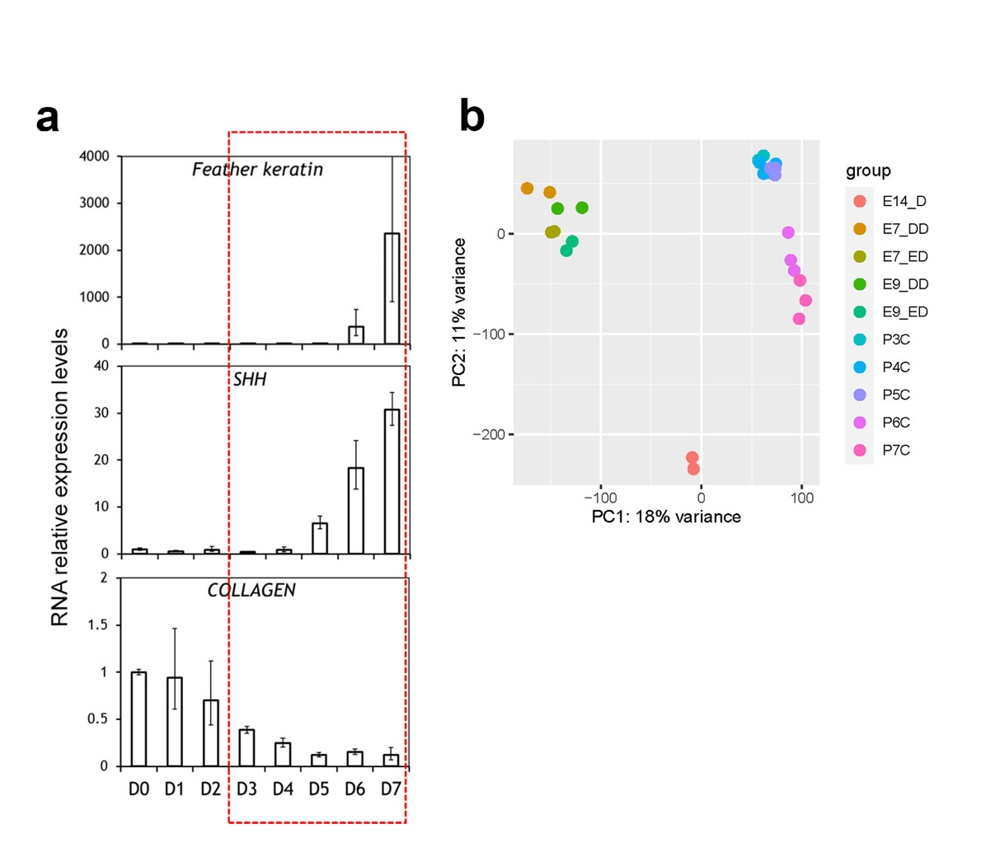 a
RNA relative expression levels
Feather keratin
4000
3000
2000
1000
0
SHH
40
30
20
10
0
COLLAGEN
2
1.5
1
0.5
0
D0 D1 D2 D3 D4 D5 D6 D7
b
PC2: 11% variance
0
−100
−200
−100 0 100
PC1: 18% variance
group
E14_D
E7_DD
E7_ED
E9_DD
E9_ED
P3C
P4C
P5C
P6C
P7C